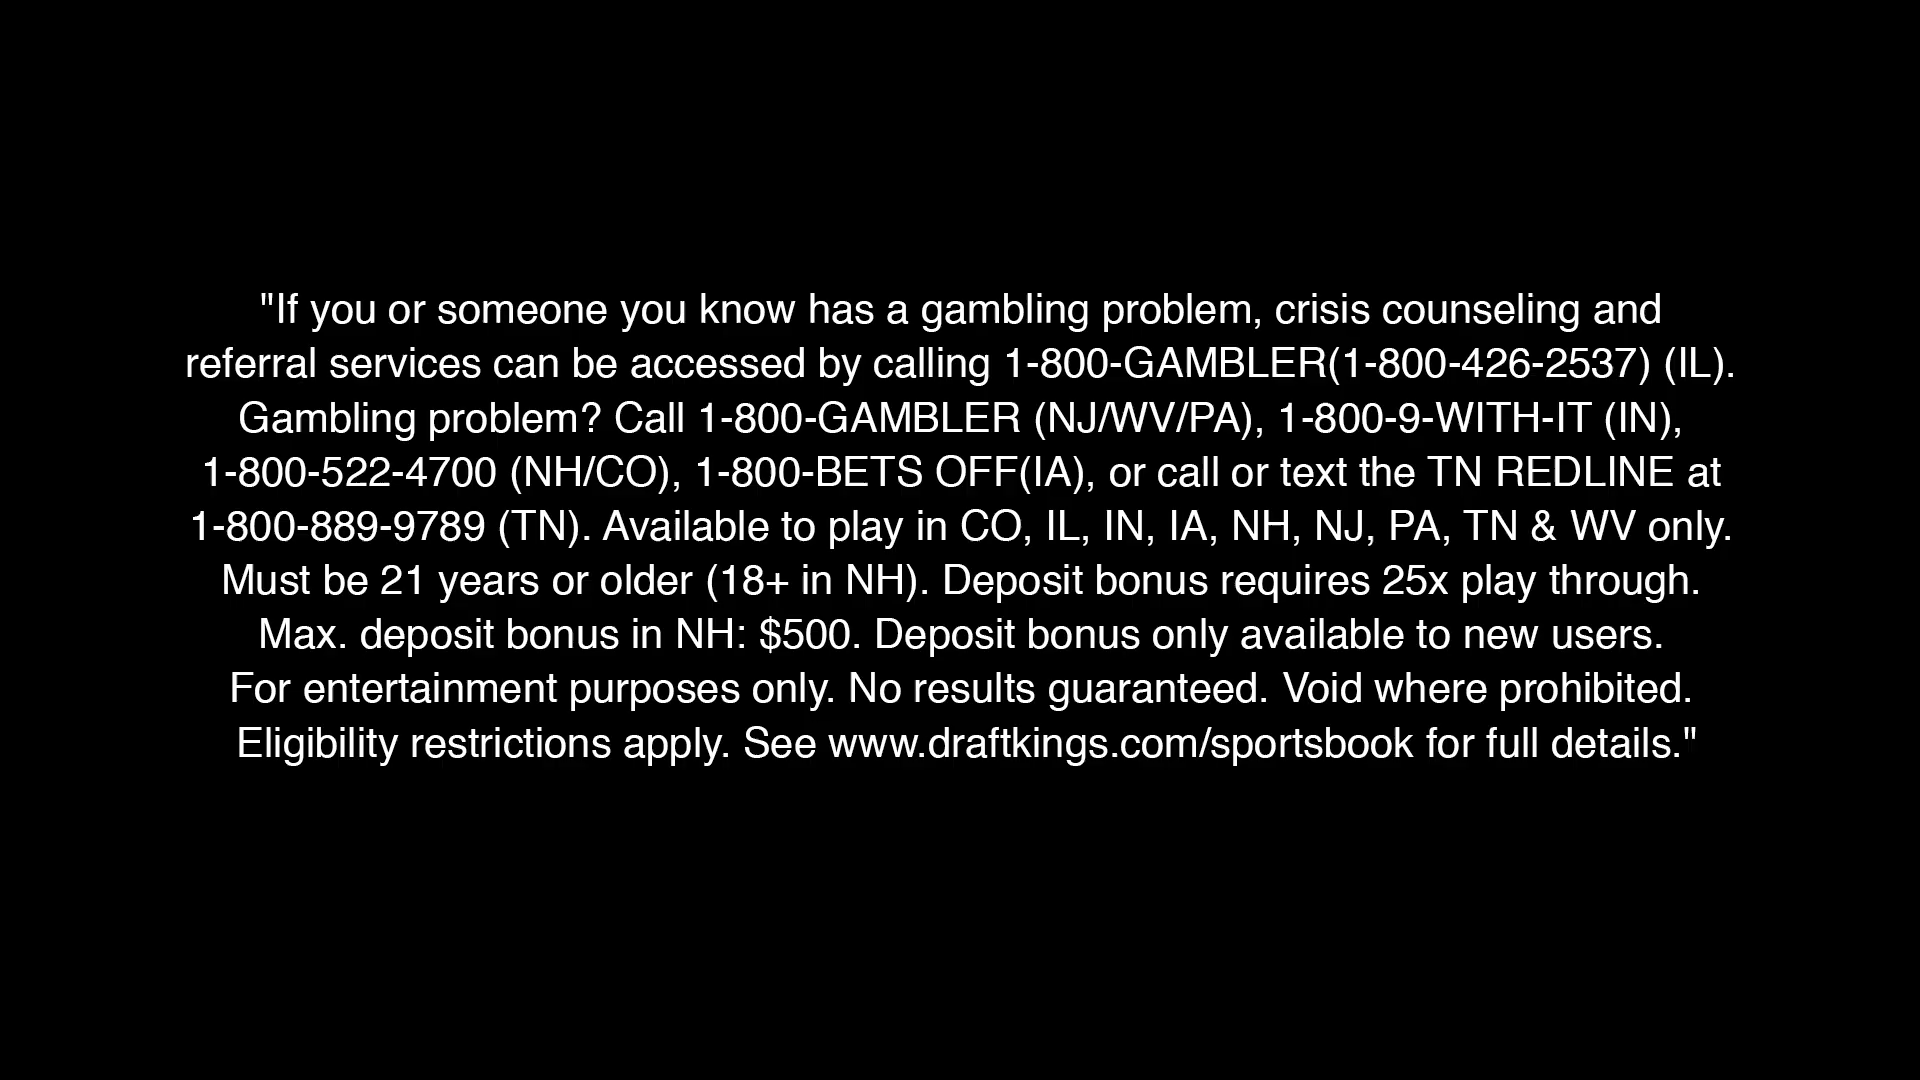 "If you or someone you know has a gambling problem, crisis counseling and
referral services can be accessed by calling 1-800-GAMBLER(1-800-426-2537) (IL).
Gambling problem? Call 1-800-GAMBLER (NJ/WV/PA), 1-800-9-WITH-IT (IN),
1-800-522-4700 (NH/CO), 1-800-BETS OFF(IA), or call or text the TN REDLINE at
1-800-889-9789 (TN). Available to play in CO, IL, IN, IA, NH, NJ, PA, TN & WV only.
Must be 21 years or older (18+ in NH). Deposit bonus requires 25x play through.
Max. deposit bonus in NH: $500. Deposit bonus only available to new users.
For entertainment purposes only. No results guaranteed. Void where prohibited.
Eligibility restrictions apply. See www.draftkings.com/sportsbook for full details."